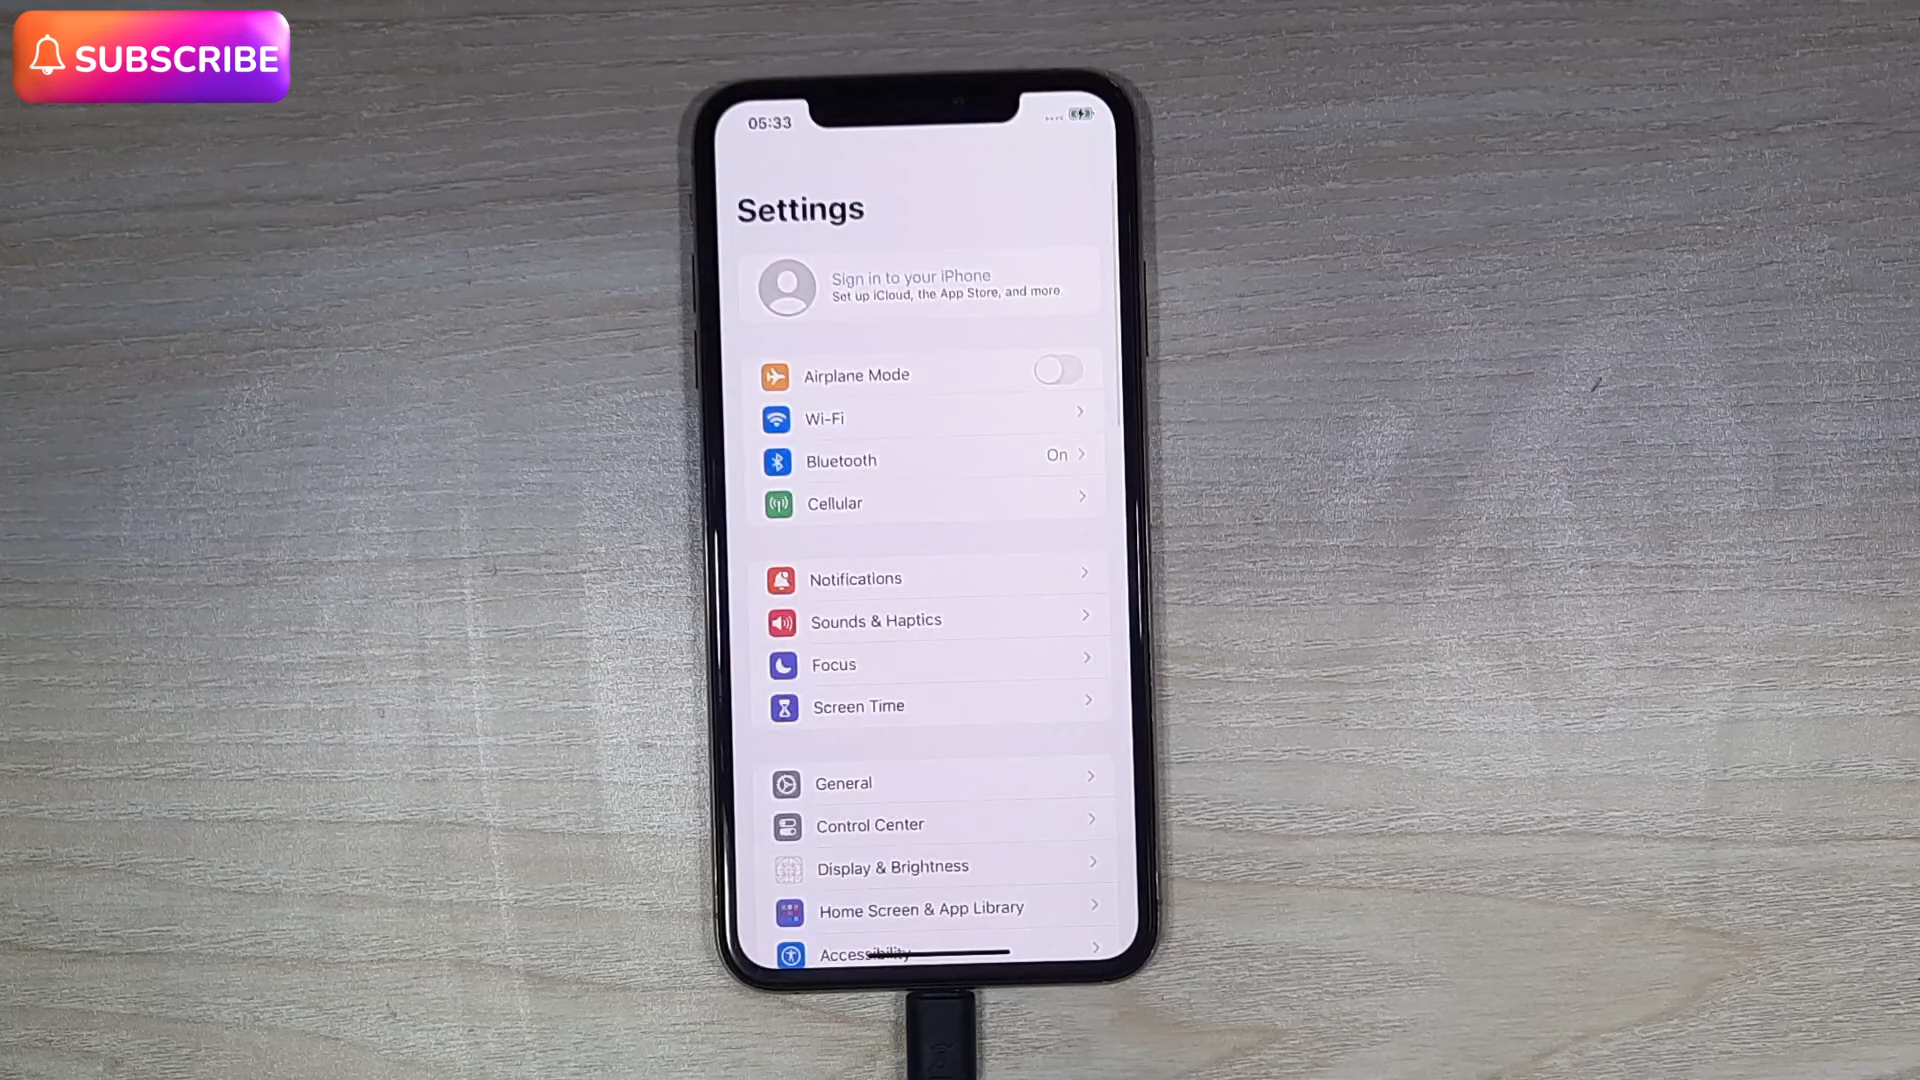 SUBSCRIBE
05:33
Settings
Sign in to your iPhone
Set up iCloud, the App Store, and more.
Airplane Mode
Wi-Fi
Bluetooth On
Cellular
Notifications
Sounds & Haptics
Focus
Screen Time
General
Control Center
Display & Brightness
Home Screen & App Library
Accessibility